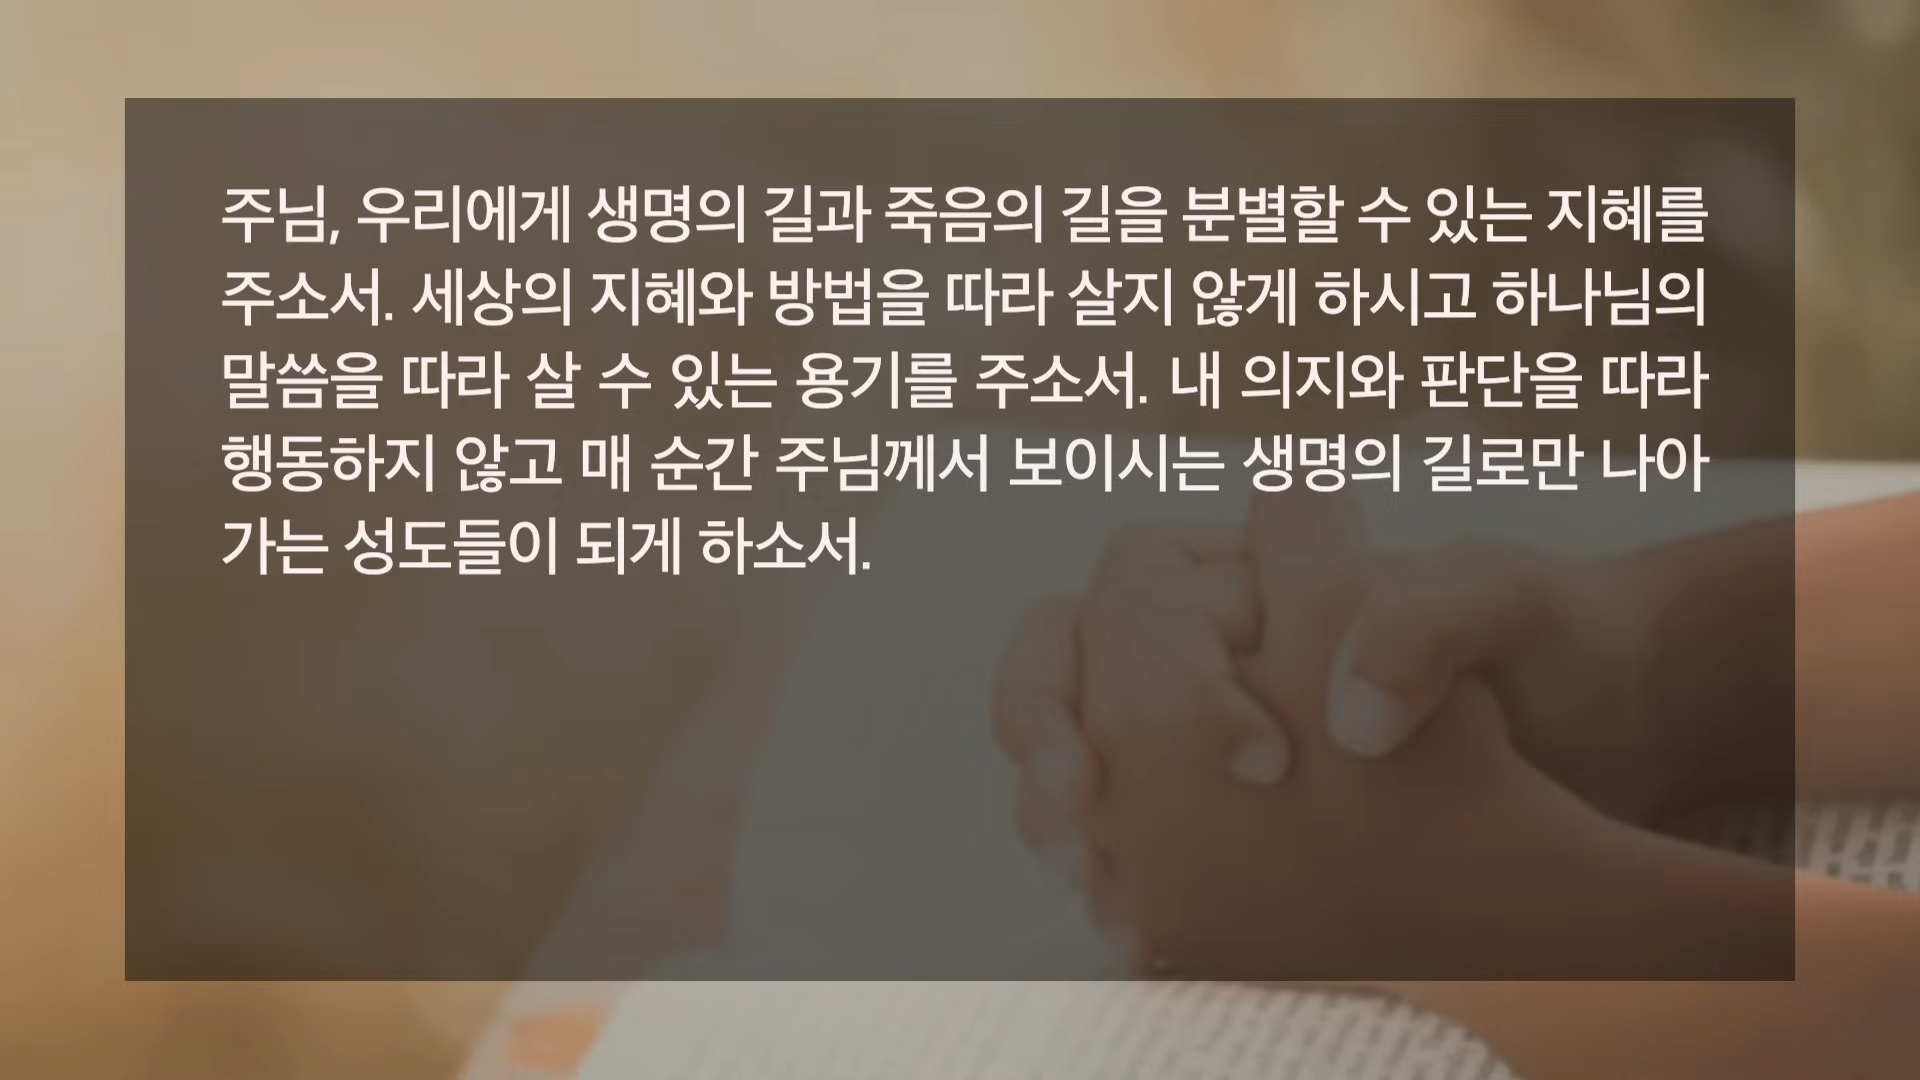 주님, 우리에게 생명의 길과 죽음의 길을 분별할 수 있는 지혜를
주소서. 세상의 지혜와 방법을 따라 살지 않게 하시고 하나님의
말씀을 따라 살 수 있는 용기를 주소서. 내 의지와 판단을 따라
행동하지 않고 매 순간 주님께서 보이시는 생명의 길로만 나아
가는 성도들이 되게 하소서.